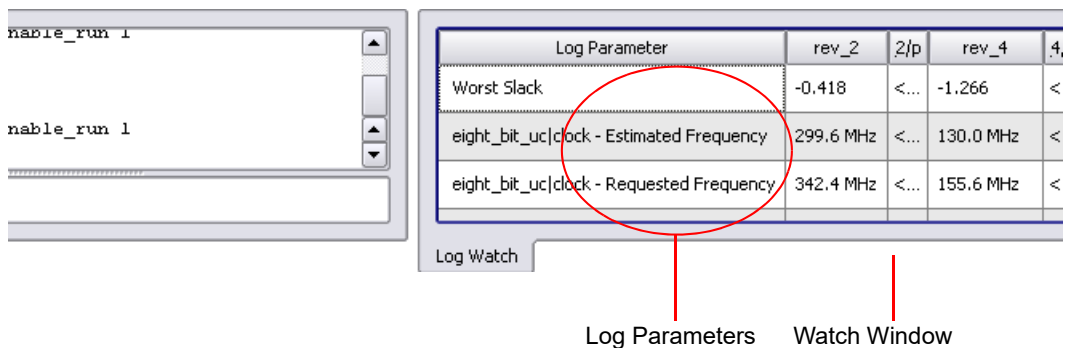 nable_run 1
nable_run 1
Log Parameter rev_2 2/p rev_4 4,
Worst Slack -0.418 <... -1.266 <
eight_bit_uc|clock - Estimated Frequency 299.6 MHz <... 130.0 MHz <
eight_bit_uc|clock - Requested Frequency 342.4 MHz <... 155.6 MHz <
Log Watch
Log Parameters Watch Window